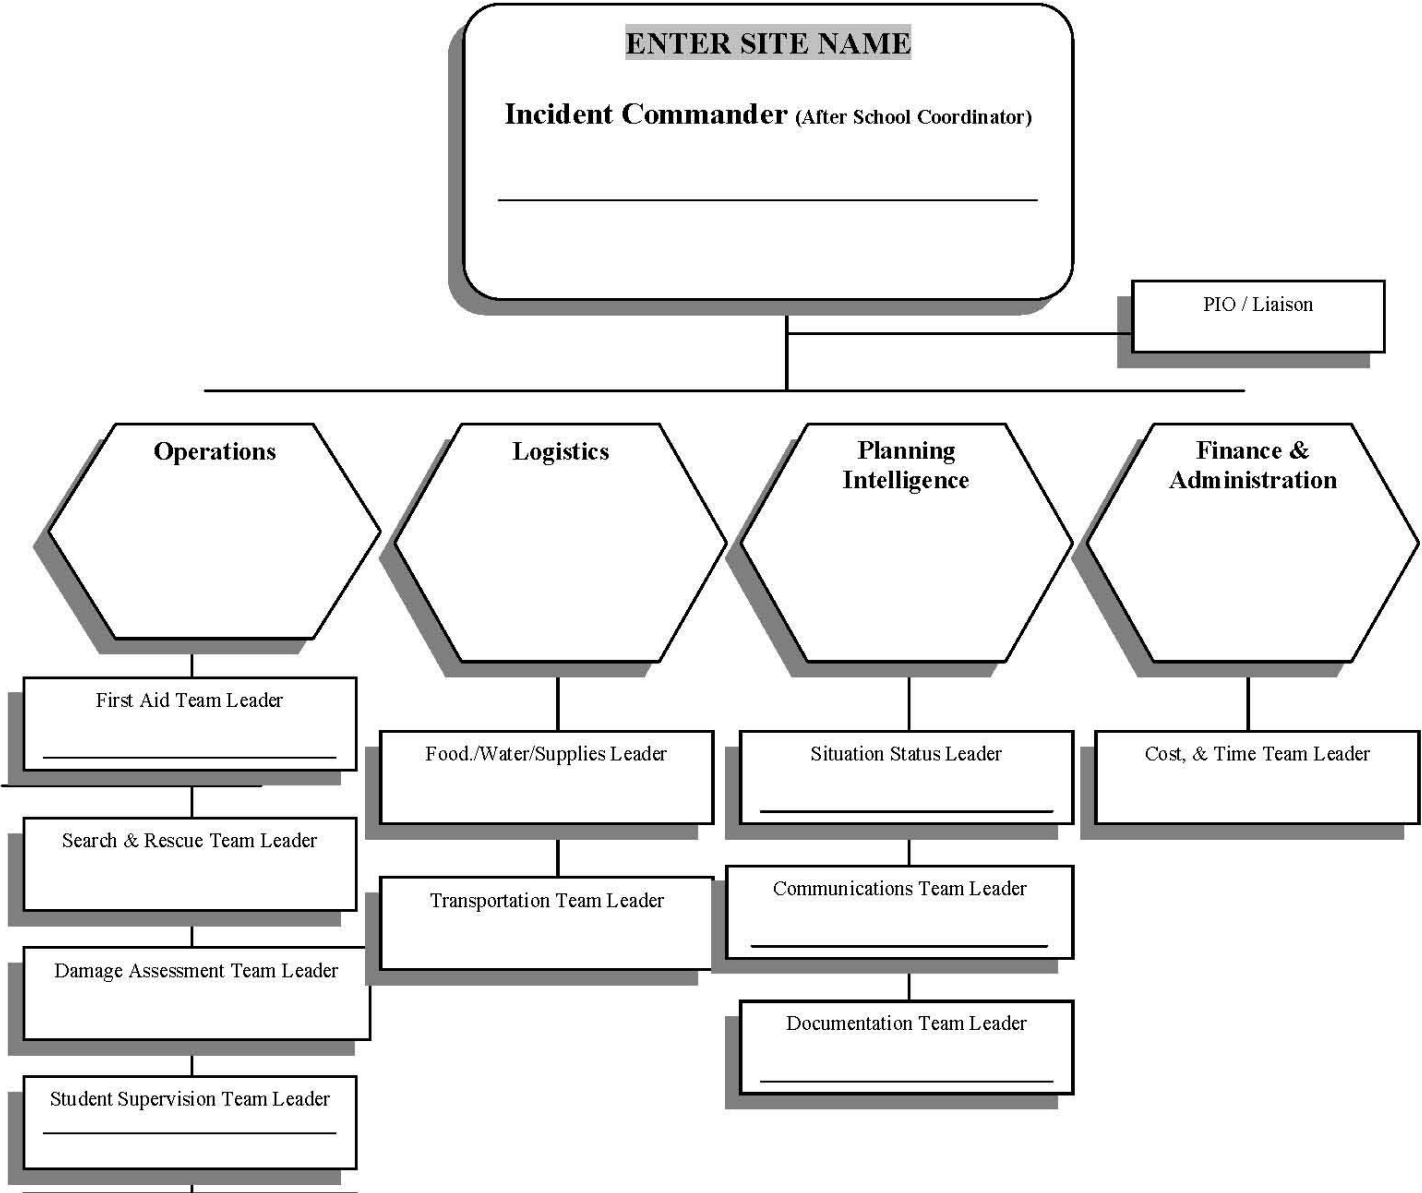 ENTER SITE NAME
Incident Commander (After School Coordinator)
PIO / Liaison
Operations
Logistics
Planning
Intelligence
Finance &
Administration
First Aid Team Leader
Search & Rescue Team Leader
Damage Assessment Team Leader
Student Supervision Team Leader
Food./Water/Supplies Leader
Transportation Team Leader
Situation Status Leader
Communications Team Leader
Documentation Team Leader
Cost, & Time Team Leader